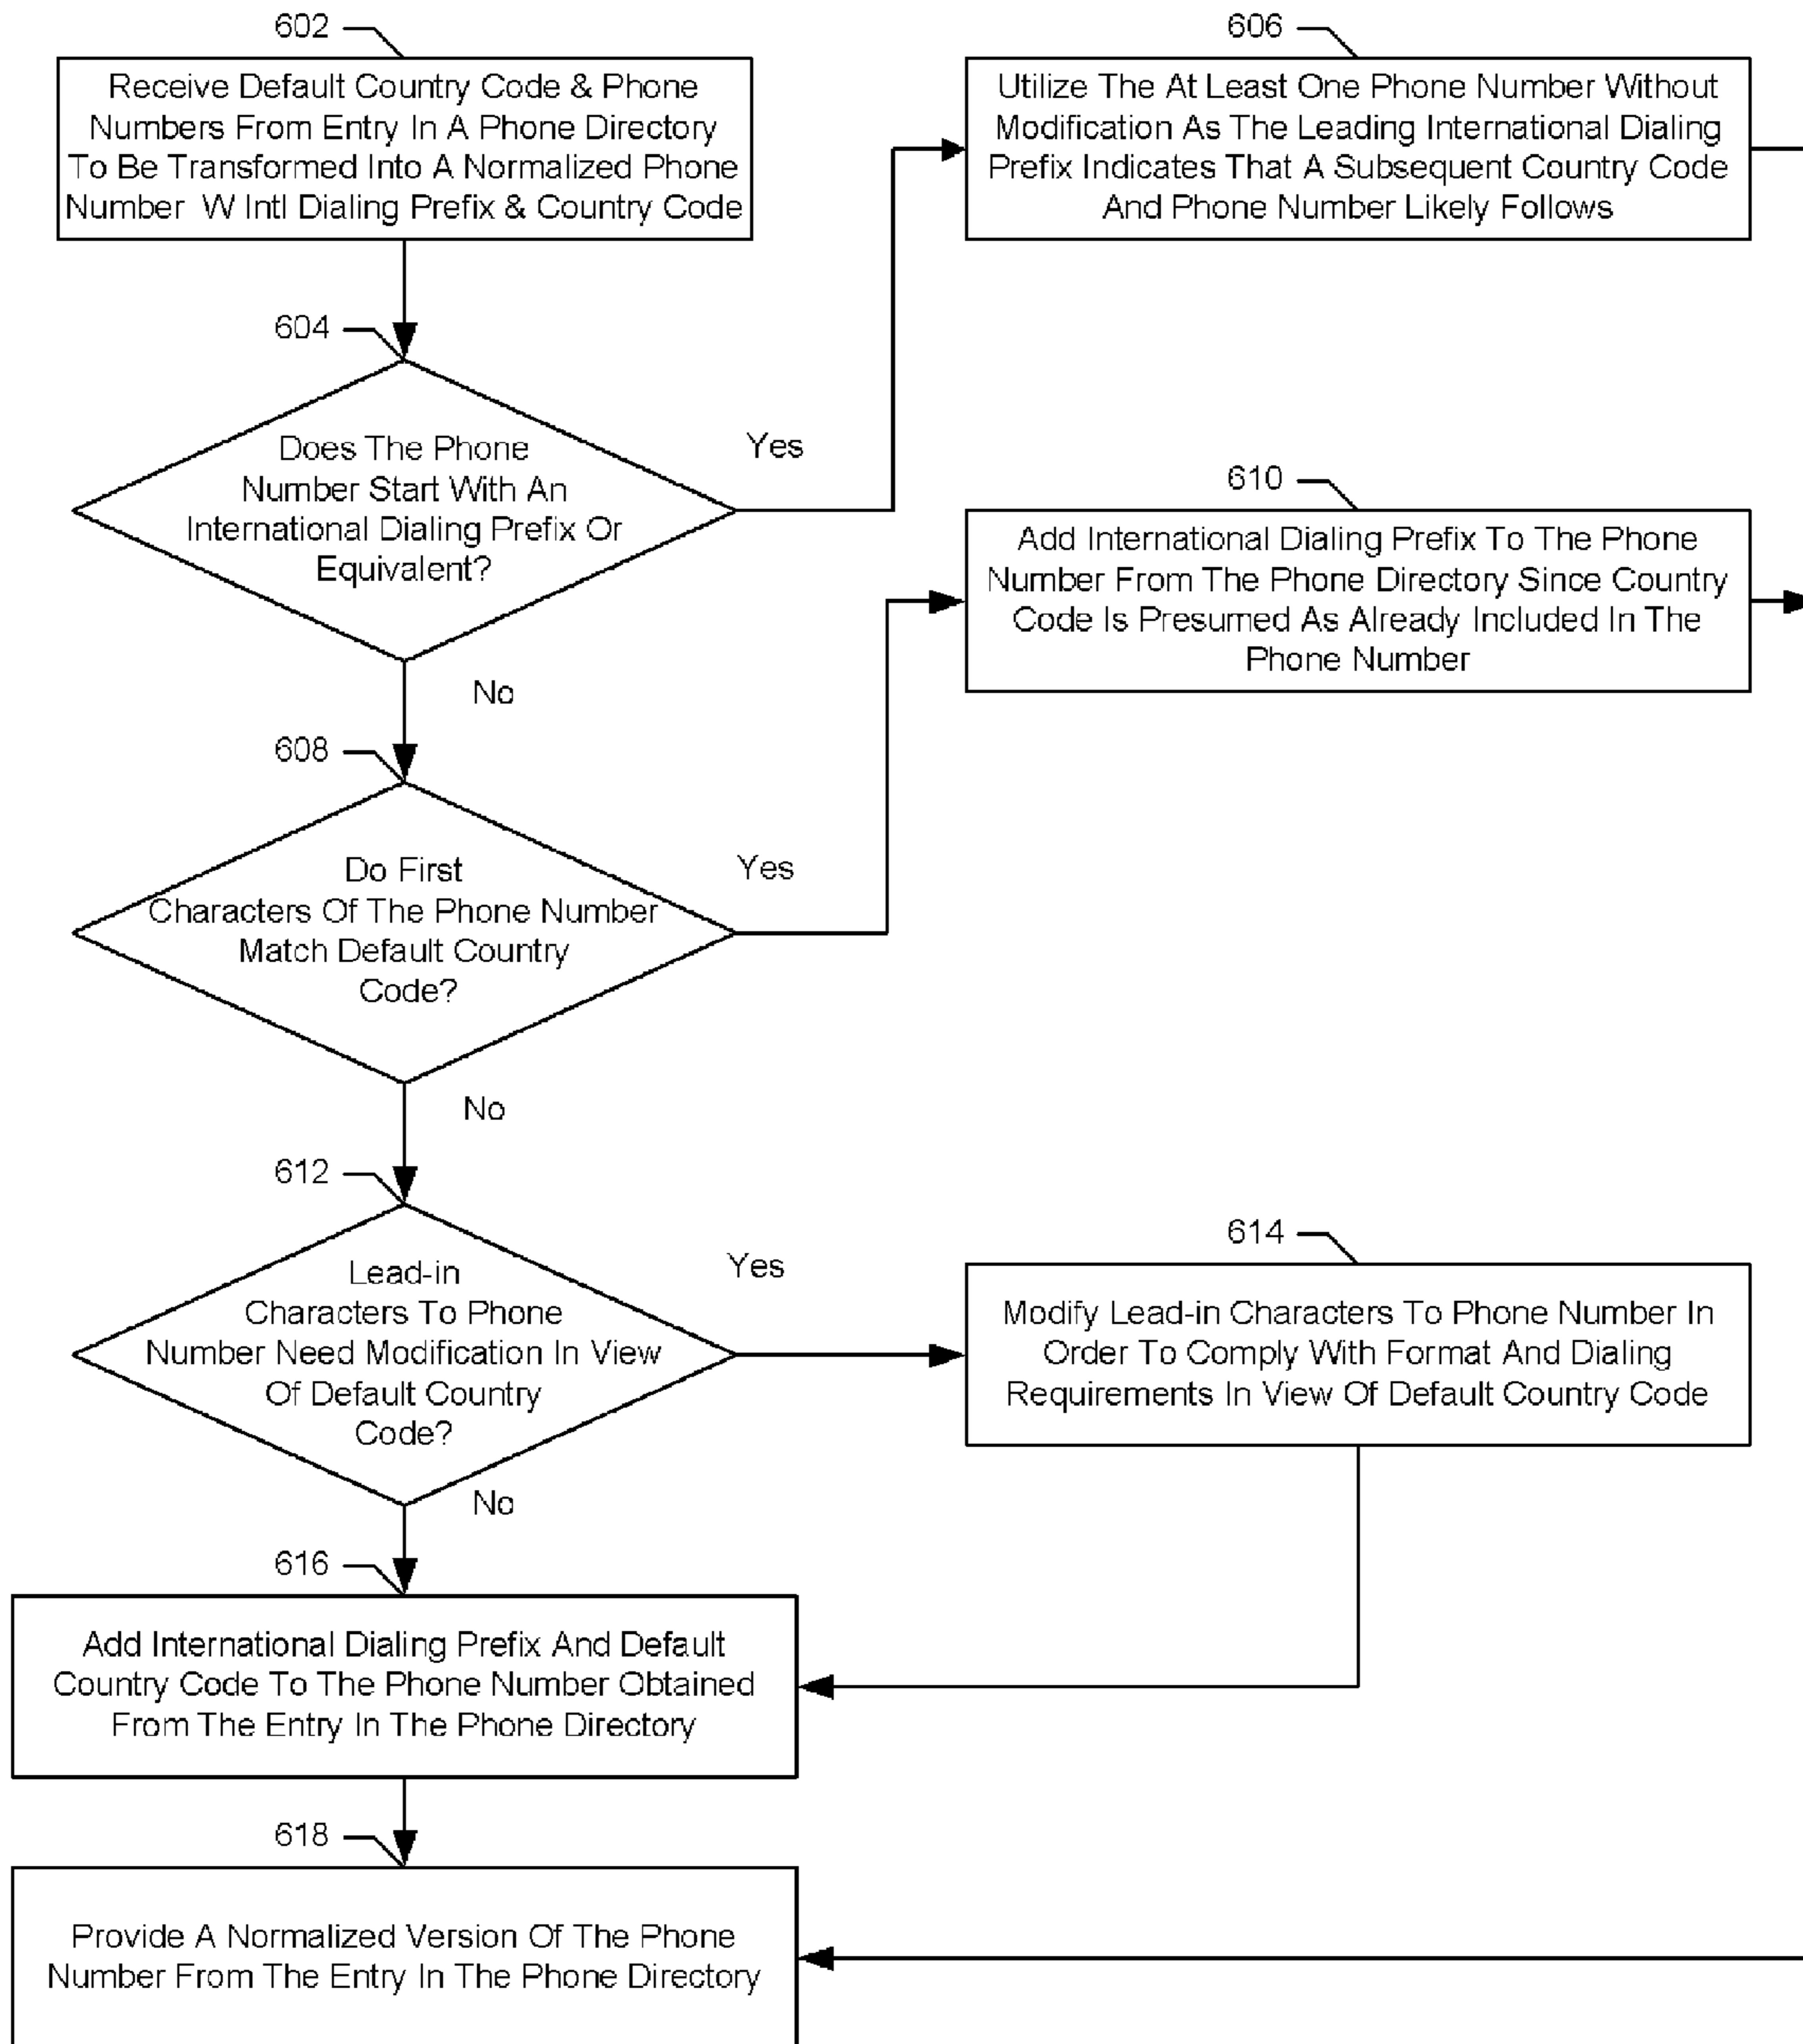 602
Receive Default Country Code & Phone
Numbers From Entry In A Phone Directory
To Be Transformed Into A Normalized Phone
Number W Intl Dialing Prefix & Country Code
606
Utilize The At Least One Phone Number Without
Modification As The Leading International Dialing
Prefix Indicates That A Subsequent Country Code
And Phone Number Likely Follows
604
Does The Phone
Number Start With An
International Dialing Prefix Or
Equivalent?
Yes
No
610
Add International Dialing Prefix To The Phone
Number From The Phone Directory Since Country
Code Is Presumed As Already Included In The
Phone Number
608
Do First
Characters Of The Phone Number
Match Default Country
Code?
Yes
No
612
Lead-in
Characters To Phone
Number Need Modification In View
Of Default Country
Code?
Yes
No
614
Modify Lead-in Characters To Phone Number In
Order To Comply With Format And Dialing
Requirements In View Of Default Country Code
616
Add International Dialing Prefix And Default
Country Code To The Phone Number Obtained
From The Entry In The Phone Directory
618
Provide A Normalized Version Of The Phone
Number From The Entry In The Phone Directory